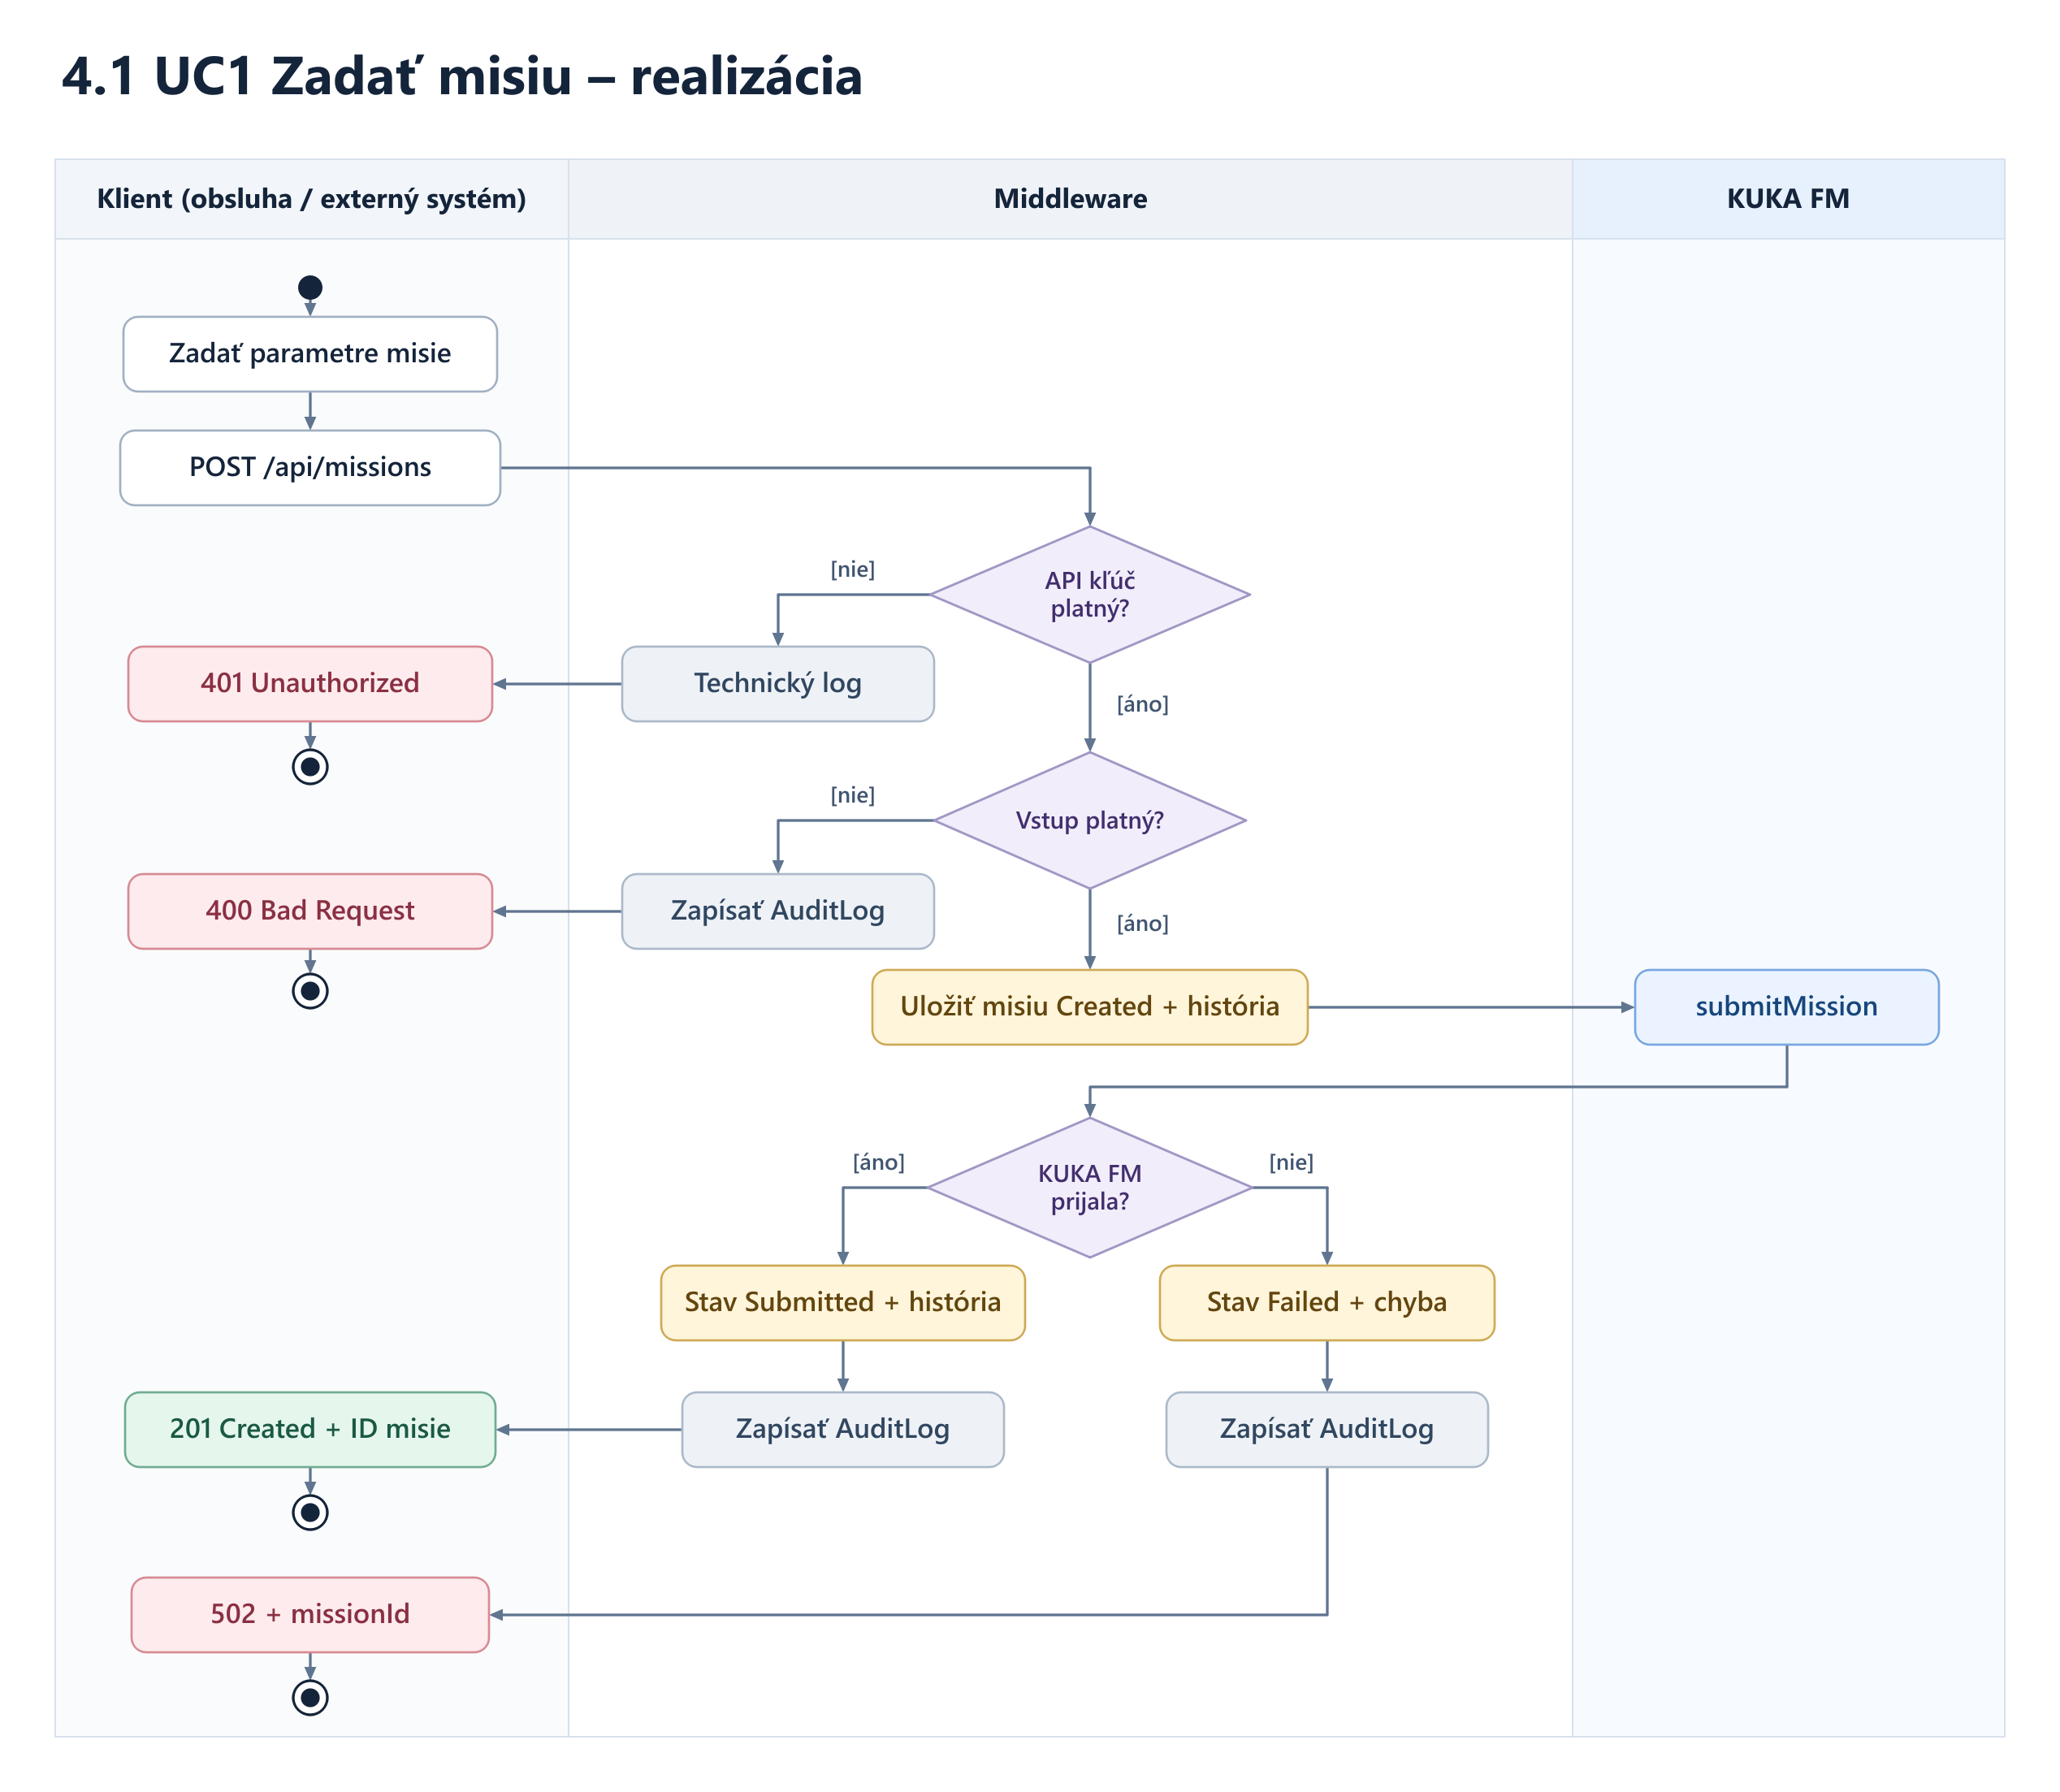 4.1 UC1 Zadať misiu – realizácia
Klient (obsluha / externý systém)
Middleware
KUKA FM
Zadať parametre misie
POST /api/missions
API kľúč
platný?
[nie]
[áno]
Technický log
401 Unauthorized
Vstup platný?
[nie]
[áno]
Zapísať AuditLog
400 Bad Request
Uložiť misiu Created + história
submitMission
KUKA FM
prijala?
[áno]
[nie]
Stav Submitted + história
Stav Failed + chyba
201 Created + ID misie
Zapísať AuditLog
Zapísať AuditLog
502 + missionId